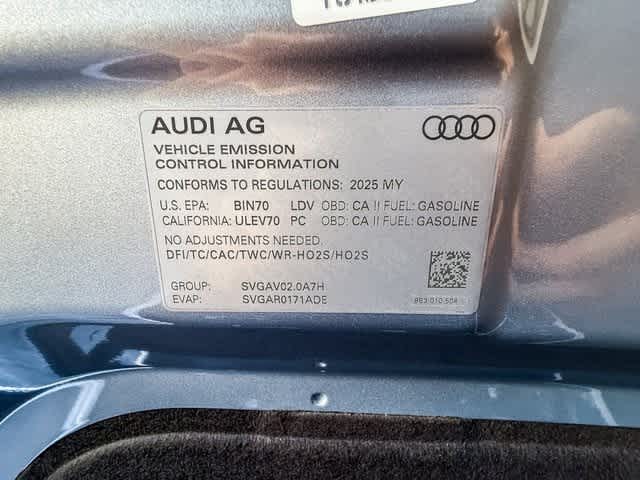 AUDI AG
VEHICLE EMISSION
CONTROL INFORMATION
CONFORMS TO REGULATIONS: 2025 MY
U.S. EPA: BIN70 LDV OBD: CA II FUEL: GASOLINE
CALIFORNIA: ULEV70 PC OBD: CA II FUEL: GASOLINE
NO ADJUSTMENTS NEEDED.
DFI/TC/CAC/TWC/WR-HO2S/HO2S
GROUP: SVGAV02.0A7H
EVAP: SVGAR0171ADE